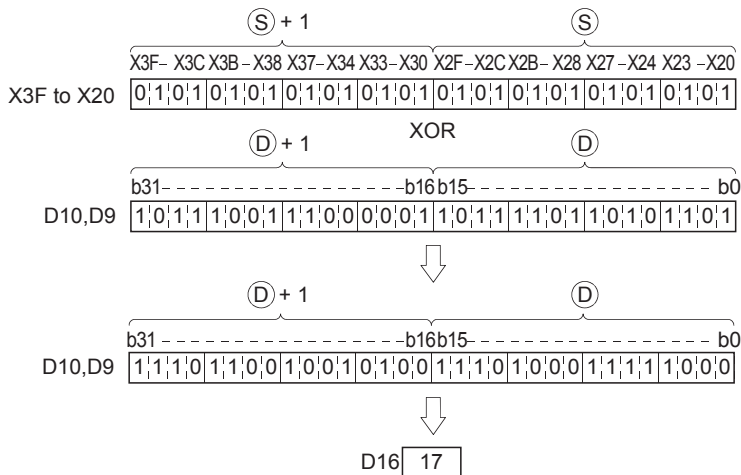 S + 1 S
X3F– X3C X3B – X38 X37 – X34 X33 – X30 X2F – X2C X2B – X28 X27 – X24 X23 – X20
X3F to X20 0 1 0 1 0 1 0 1 0 1 0 1 0 1 0 1 0 1 0 1 0 1 0 1 0 1 0 1 0 1 0 1
XOR
D + 1 D
b31 b16 b15 b0
D10,D9 1 0 1 1 1 0 0 1 1 1 0 0 0 0 0 1 1 0 1 1 1 1 0 1 1 0 1 0 1 1 0 1
D + 1 D
b31 b16 b15 b0
D10,D9 1 1 1 0 1 1 0 0 1 0 0 1 0 1 0 0 1 1 1 0 1 0 0 0 1 1 1 1 1 0 0 0
D16 17